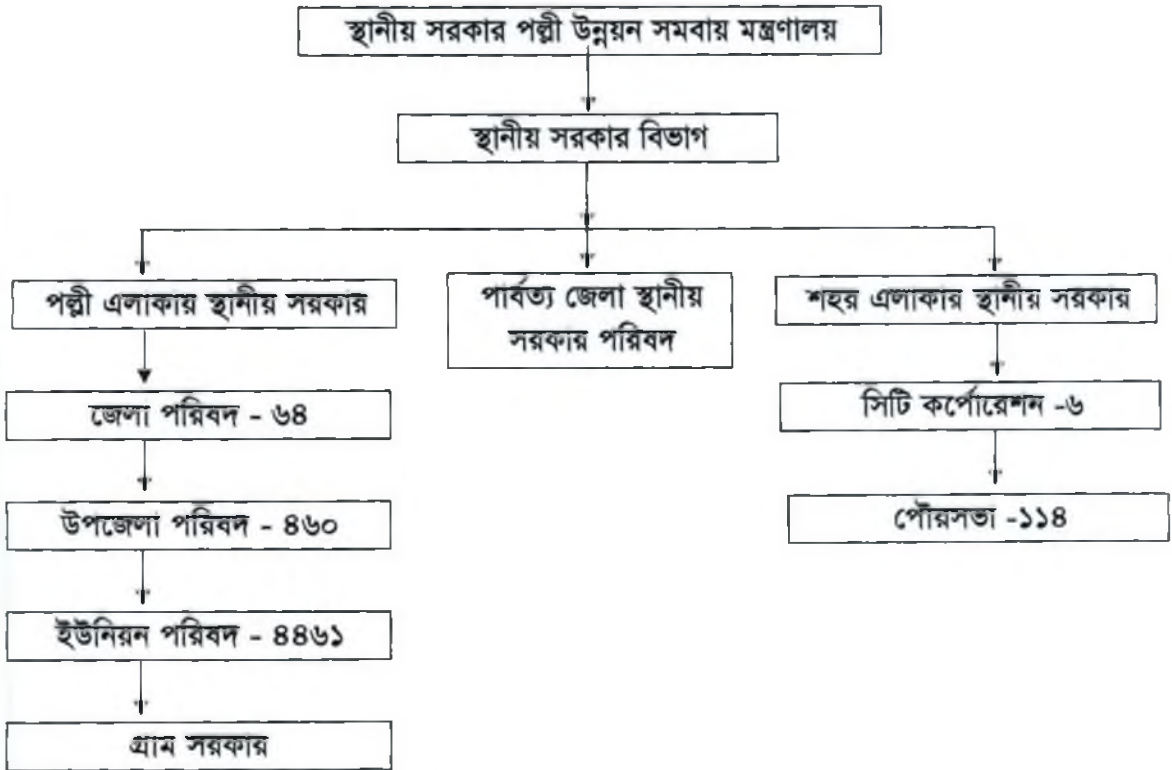 স্থানীয় সরকার পল্লী উন্নয়ন সমবায় মন্ত্রণালয়
স্থানীয় সরকার বিভাগ
পল্লী এলাকায় স্থানীয় সরকার
পার্বত্য জেলা স্থানীয়
সরকার পরিষদ
শহর এলাকার স্থানীয় সরকার
জেলা পরিষদ - ৬৪
সিটি কর্পোরেশন -৬
উপজেলা পরিষদ - ৪৬০
পৌরসভা -১১৪
ইউনিয়ন পরিষদ - ৪৪৬১
গ্রাম সরকার